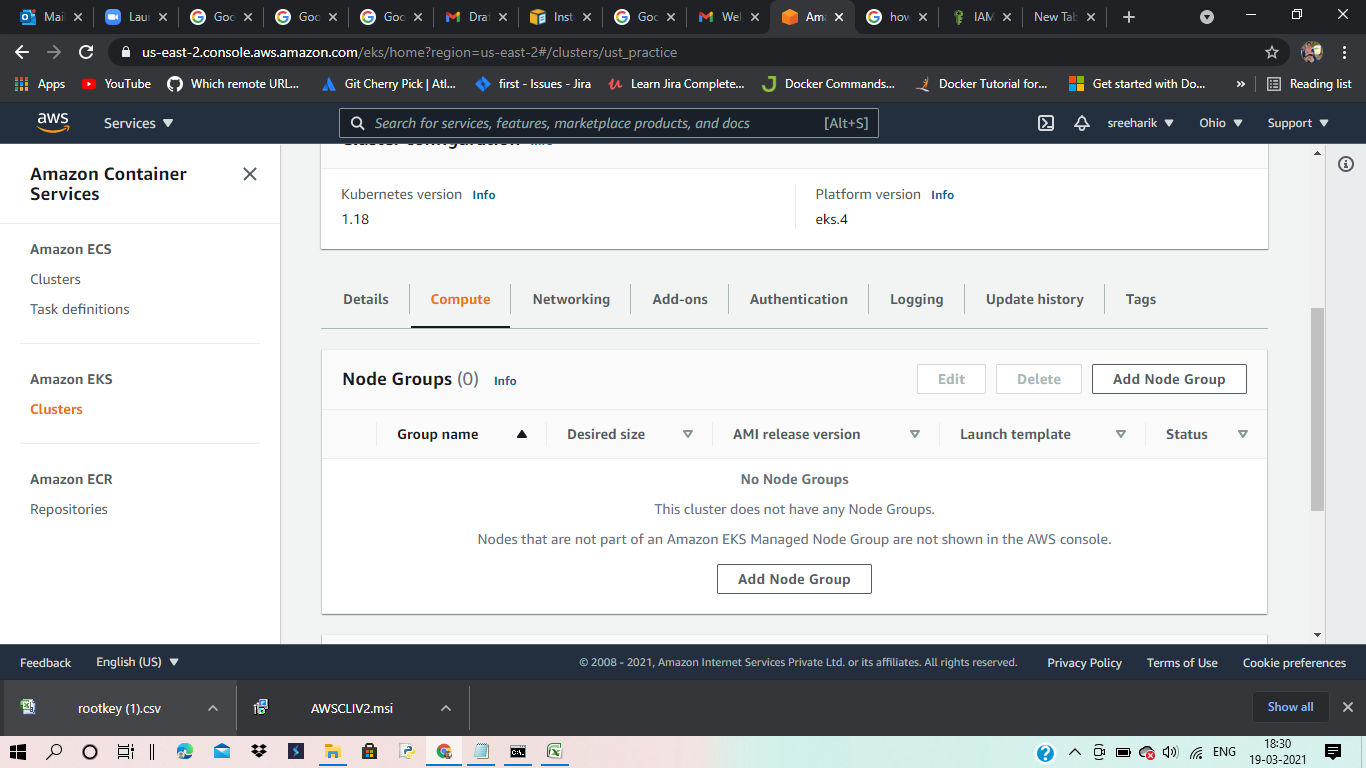 Mail
Lau
Goo
Goo
Goo
Draf
Inst
Goo
Wel
Ama
how
IAM
New Tab
us-east-2.console.aws.amazon.com/eks/home?region=us-east-2#/clusters/ust_practice
Apps
YouTube
Which remote URL...
Git Cherry Pick | Atl...
first - Issues - Jira
Learn Jira Complete...
Docker Commands...
Docker Tutorial for...
Get started with Do...
»
Reading list
aws
Services
Search for services, features, marketplace products, and docs
[Alt+S]
sreeharik
Ohio
Support
Amazon Container
Services
Amazon ECS
Clusters
Task definitions
Amazon EKS
Clusters
Amazon ECR
Repositories
Cluster configuration Info
Kubernetes version Info
1.18
Platform version Info
eks.4
Details
Compute
Networking
Add-ons
Authentication
Logging
Update history
Tags
Node Groups (0) Info
Edit
Delete
Add Node Group
Group name
Desired size
AMI release version
Launch template
Status
No Node Groups
This cluster does not have any Node Groups.
Nodes that are not part of an Amazon EKS Managed Node Group are not shown in the AWS console.
Add Node Group
Feedback
English (US)
© 2008 - 2021, Amazon Internet Services Private Ltd. or its affiliates. All rights reserved.
Privacy Policy
Terms of Use
Cookie preferences
rootkey (1).csv
AWSCLIV2.msi
Show all
ENG
18:30
19-03-2021